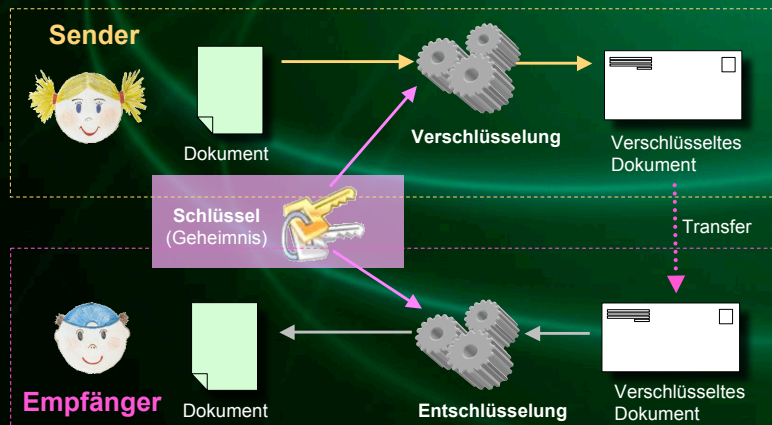 Sender
Dokument
Verschlüsselung
Verschlüsseltes
Dokument
Schlüssel
(Geheimnis)
Transfer
Empfänger
Dokument
Entschlüsselung
Verschlüsseltes
Dokument